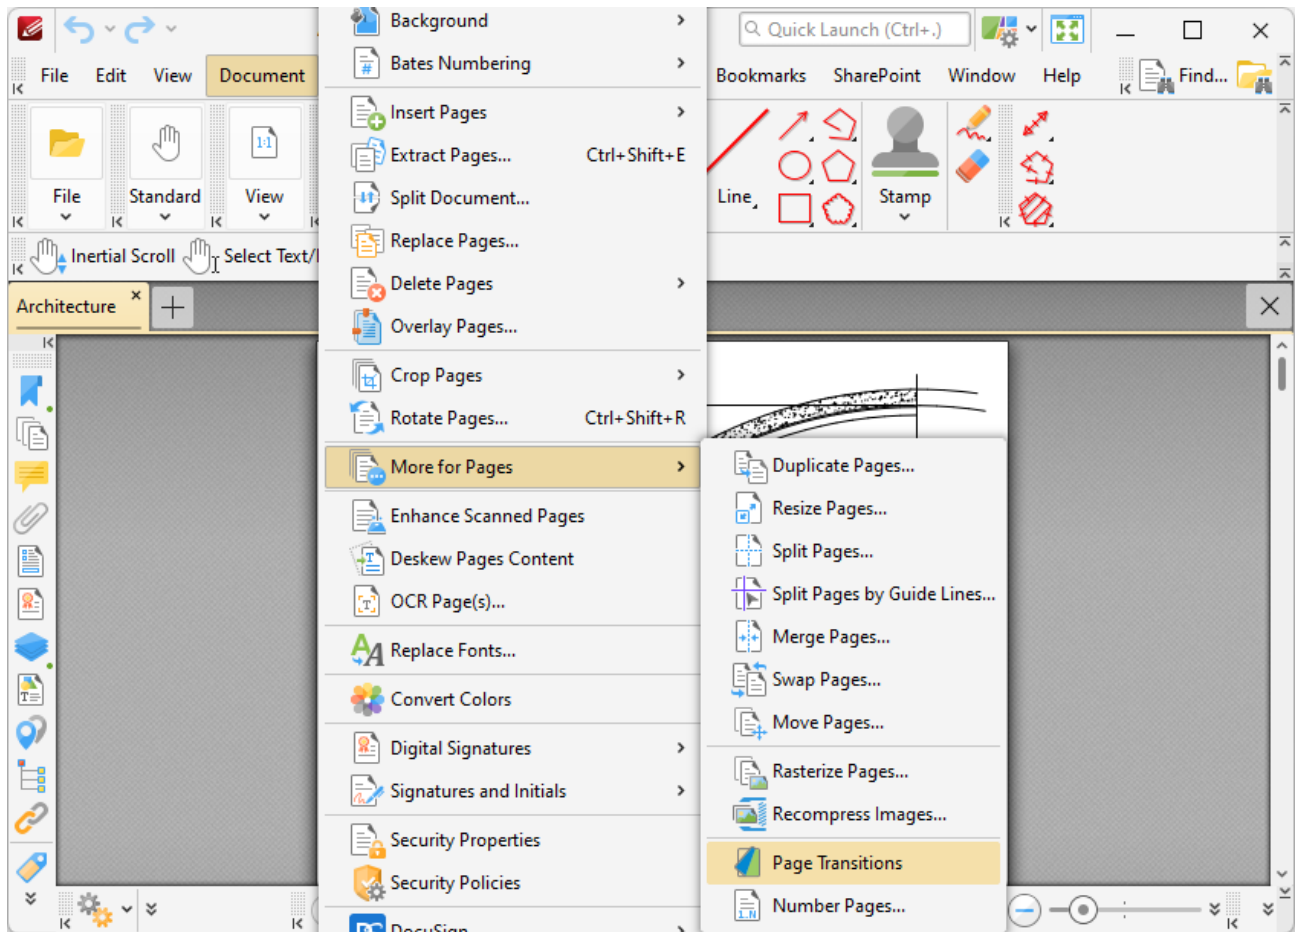 Background
Quick Launch (Ctrl+.)
File Edit View Document
Bates Numbering
Bookmarks SharePoint Window Help Find...
Insert Pages
Extract Pages... Ctrl+Shift+E
1:1
File Standard View
Split Document...
Line Stamp
Replace Pages...
Inertial Scroll Select Text/
Delete Pages
Architecture
Overlay Pages...
Crop Pages
Rotate Pages... Ctrl+Shift+R
More for Pages
Enhance Scanned Pages
Deskew Pages Content
OCR Page(s)...
Replace Fonts...
Convert Colors
Digital Signatures
Signatures and Initials
Security Properties
Security Policies
DocuSign
Duplicate Pages...
Resize Pages...
Split Pages...
Split Pages by Guide Lines...
Merge Pages...
Swap Pages...
Move Pages...
Rasterize Pages...
Recompress Images...
Page Transitions
Number Pages...